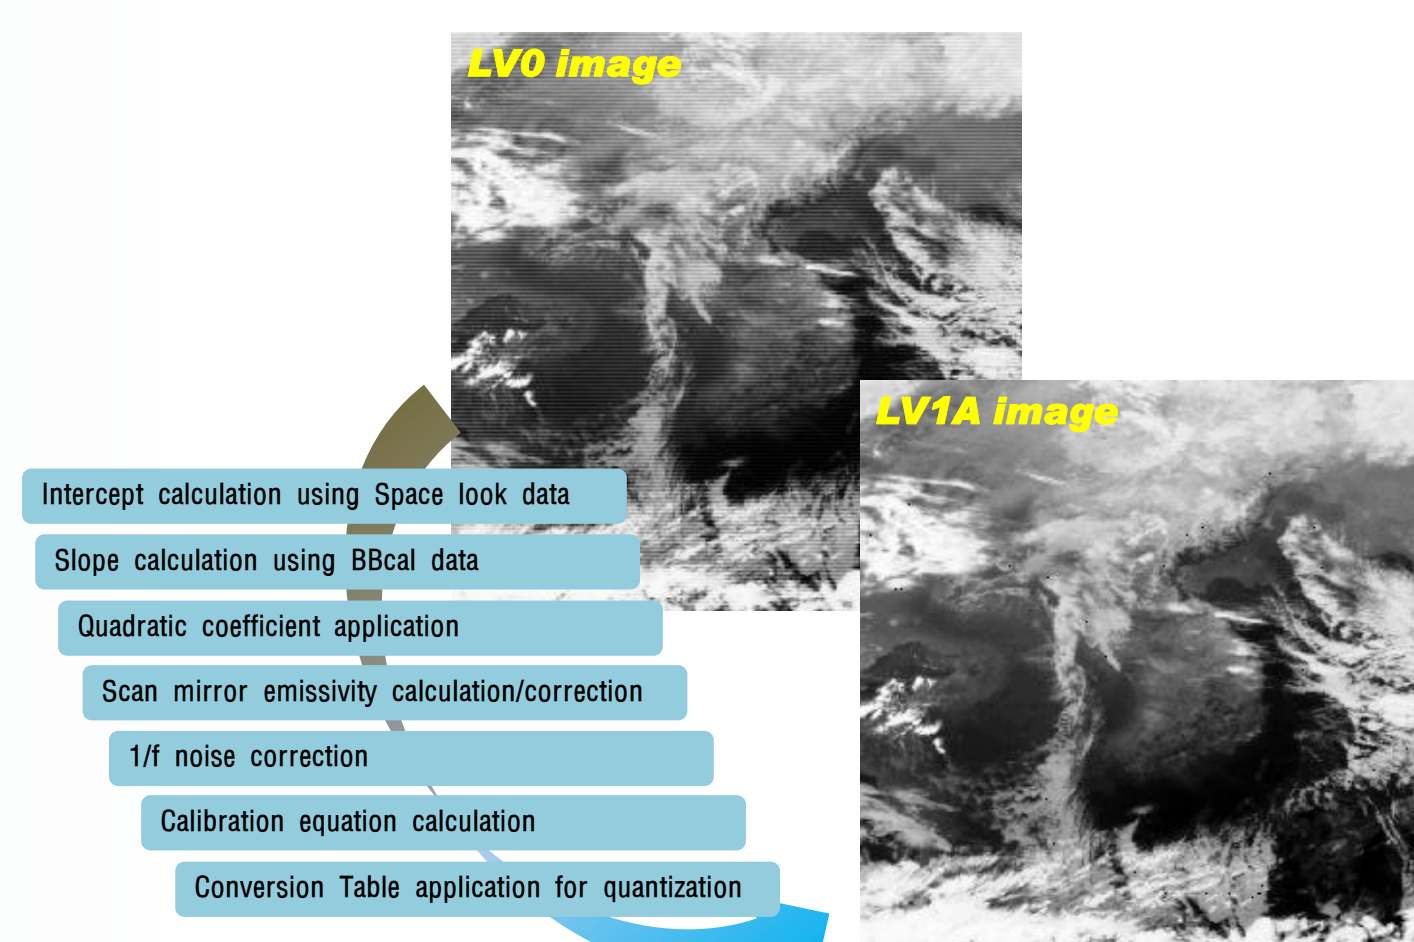 LV0 image
LV1A image
Intercept calculation using Space look data
Slope calculation using BBcal data
Quadratic coefficient application
Scan mirror emissivity calculation/correction
1/f noise correction
Calibration equation calculation
Conversion Table application for quantization